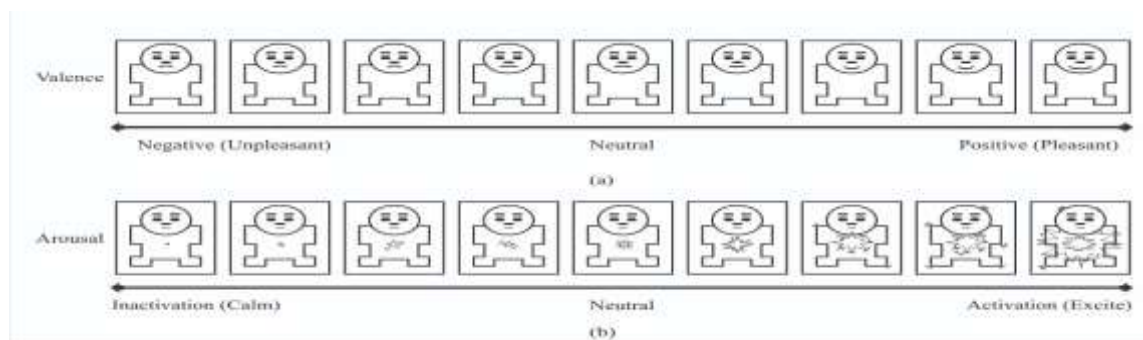 Valence
Negative (Unpleasant) Neutral Positive (Pleasant)
(a)
Arousal
Inactivation (Calm) Neutral Activation (Excite)
(b)